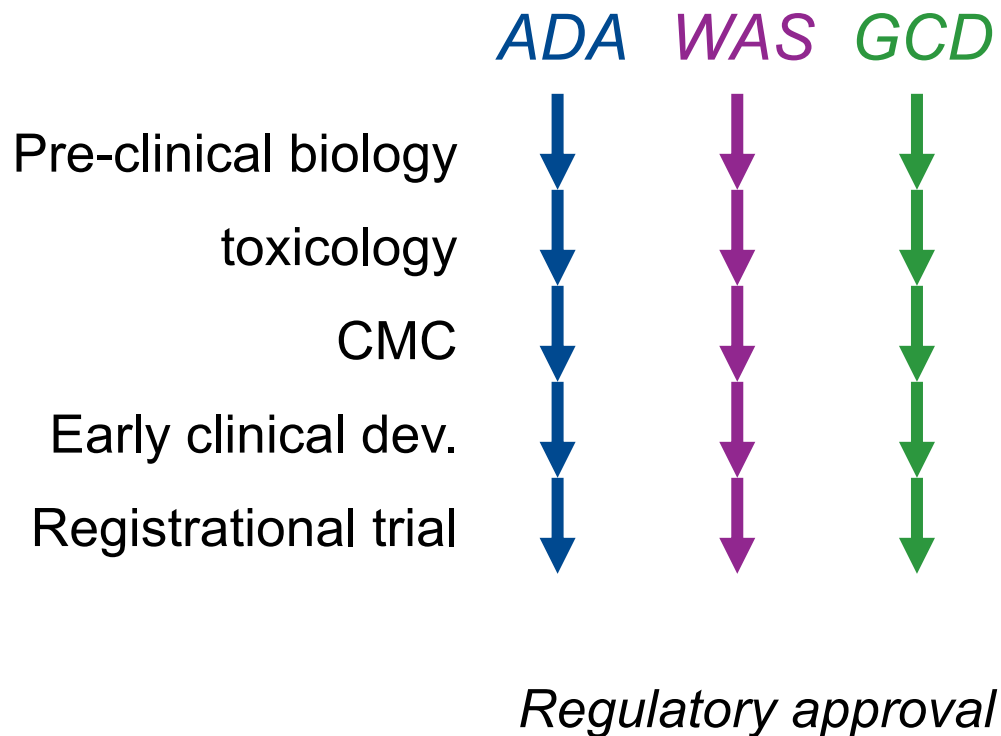 ADA WAS GCD
Pre-clinical biology
toxicology
CMC
Early clinical dev.
Registrational trial
Regulatory approval